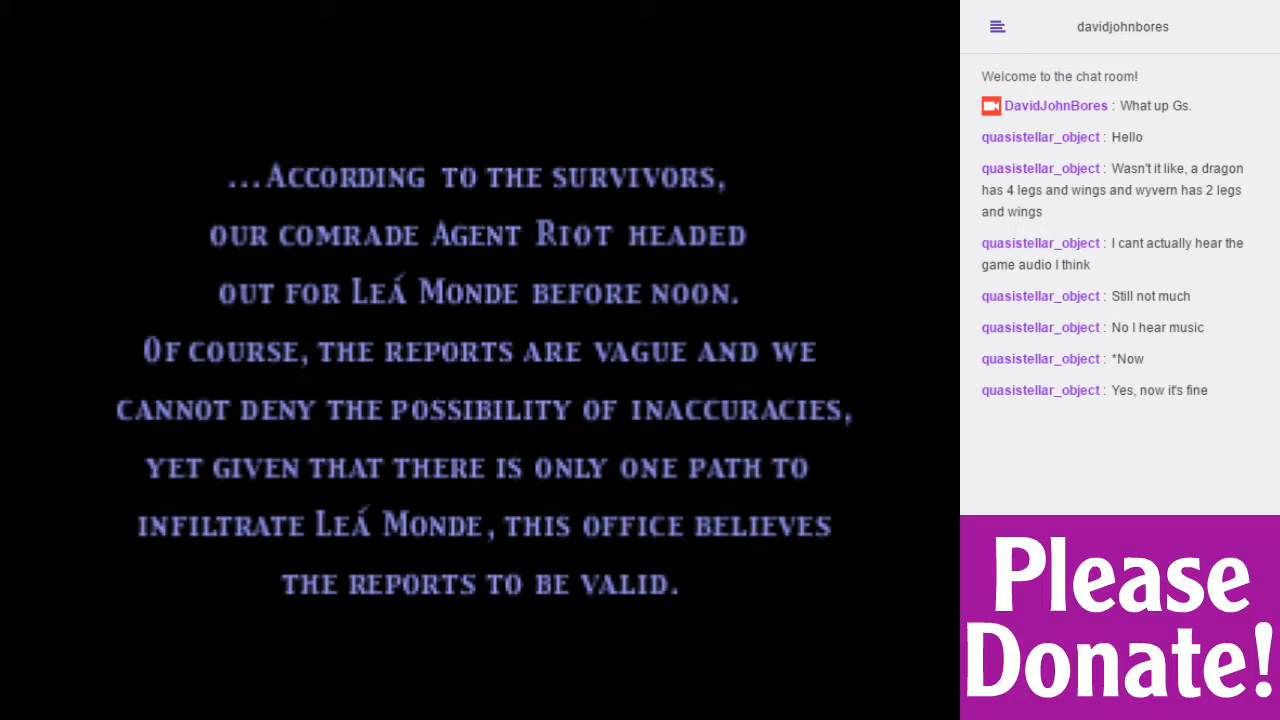 ...According to the survivors,
our comrade Agent Riot headed
out for Leá Monde before noon.
Of course, the reports are vague and we
cannot deny the possibility of inaccuracies,
yet given that there is only one path to
infiltrate Leá Monde, this office believes
the reports to be valid.
davidjohnbores
Welcome to the chat room!
DavidJohnBores : What up Gs.
quasistellar_object : Hello
quasistellar_object : Wasn't it like, a dragon
has 4 legs and wings and wyvern has 2 legs
and wings
quasistellar_object : I cant actually hear the
game audio I think
quasistellar_object : Still not much
quasistellar_object : No I hear music
quasistellar_object : *Now
quasistellar_object : Yes, now it's fine
Please
Donate!